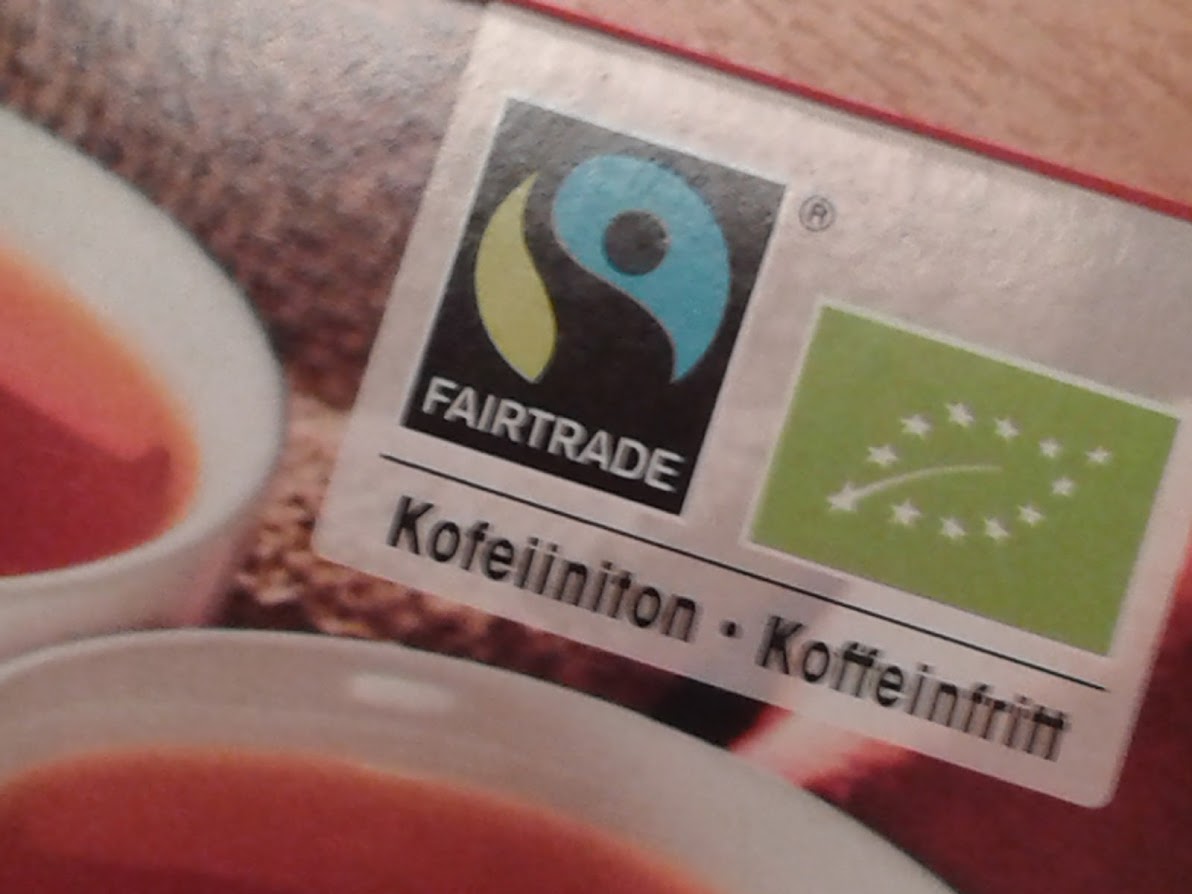 FAIRTRADE
®
Kofeiiniton • Koffeinfritt